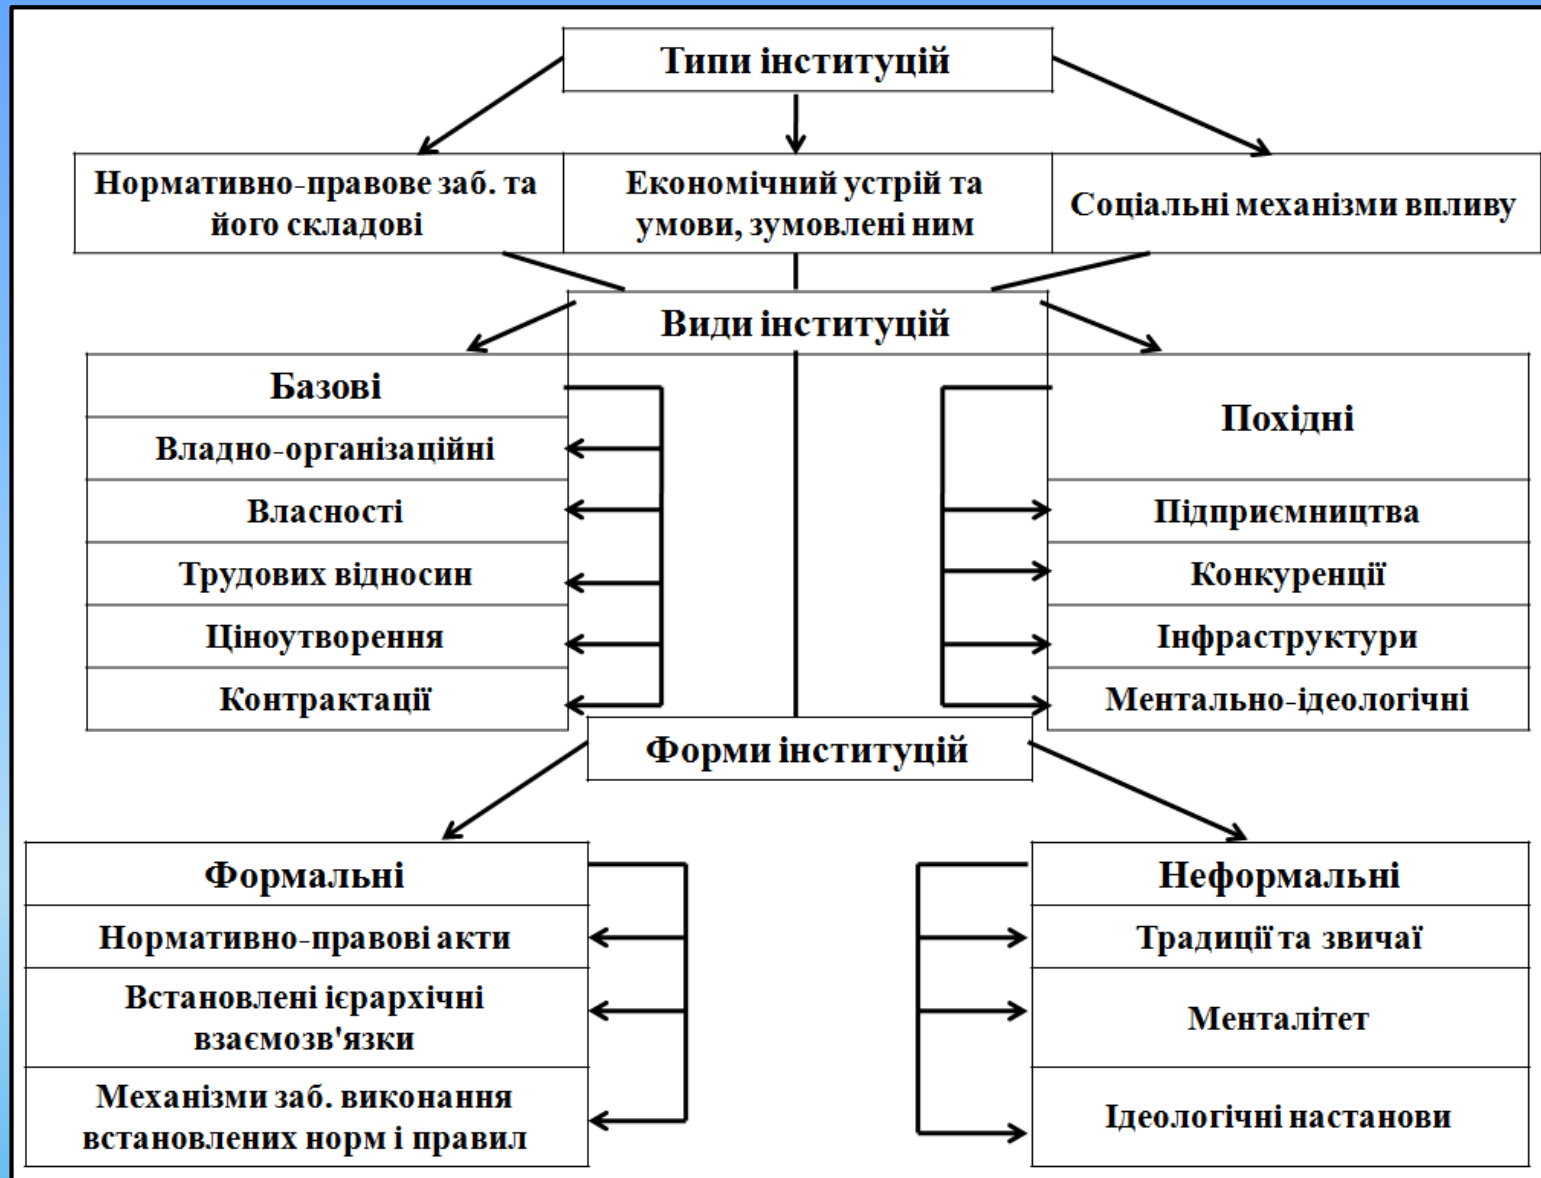 Типи інституцій
Нормативно-правове заб. та
його складові
Економічний устрій та
умови, зумовлені ним
Соціальні механізми впливу
Види інституцій
Базові
Владно-організаційні
Власності
Трудових відносин
Ціноутворення
Контрактації
Похідні
Підприємництва
Конкуренції
Інфраструктури
Ментально-ідеологічні
Форми інституцій
Формальні
Нормативно-правові акти
Встановлені ієрархічні
взаємозв'язки
Механізми заб. виконання
встановлених норм і правил
Неформальні
Традиції та звичаї
Менталітет
Ідеологічні настанови